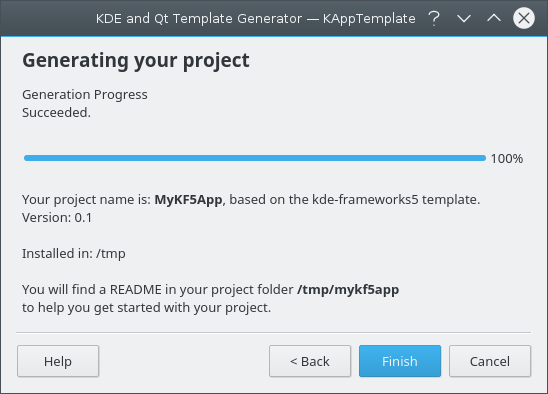 KDE and Qt Template Generator — KAppTemplate ?
Generating your project
Generation Progress
Succeeded.
100%
Your project name is: MyKF5App, based on the kde-frameworks5 template.
Version: 0.1
Installed in: /tmp
You will find a README in your project folder /tmp/mykf5app
to help you get started with your project.
Help < Back Finish Cancel